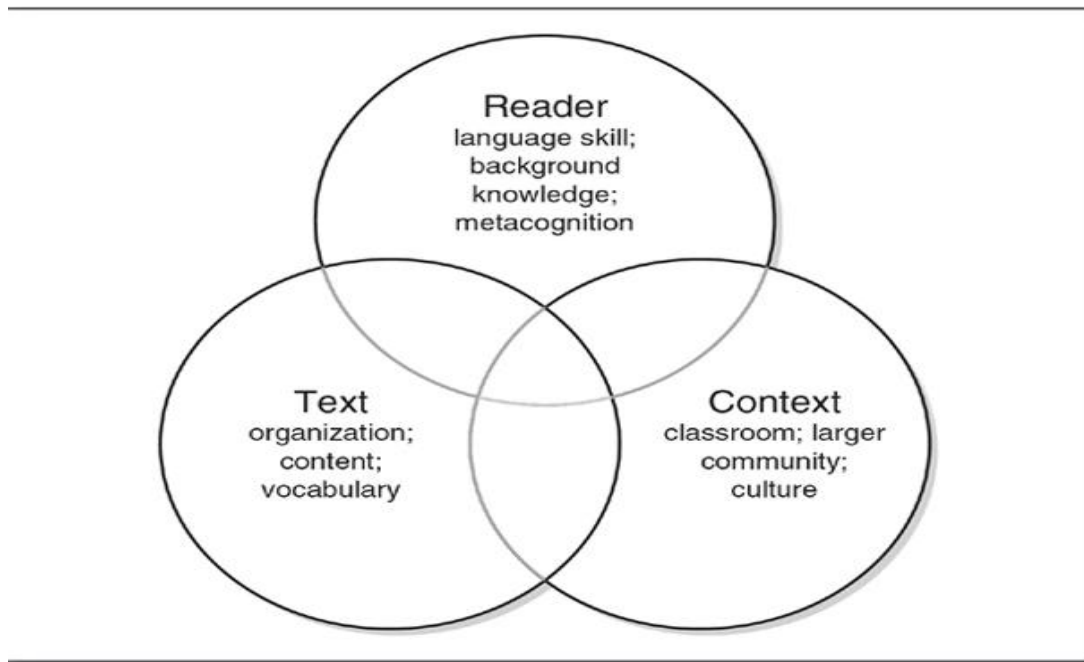 Reader
language skill;
background
knowledge;
metacognition
Text
organization;
content;
vocabulary
Context
classroom; larger
community;
culture